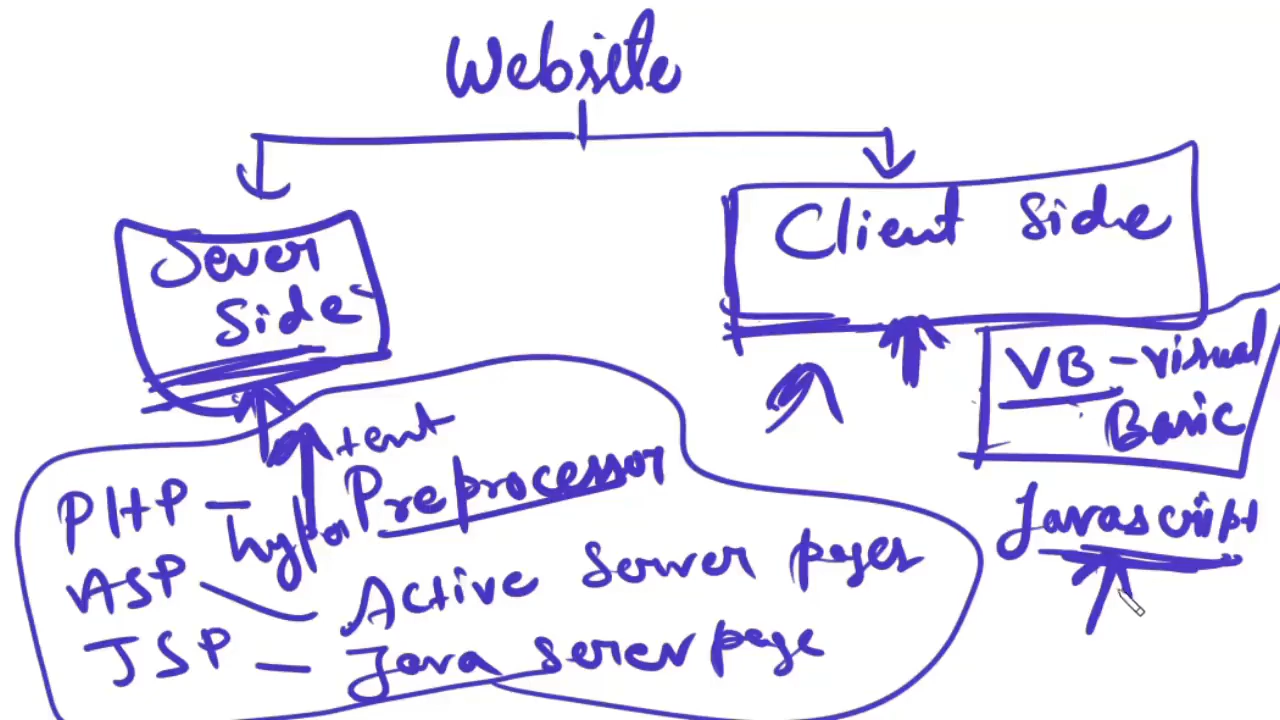 Website
Sever
Side
Client Side
VB - Visual
Basic
Javascript
PHP - hypertext Preprocessor
ASP - Active Server pages
JSP - Java server page